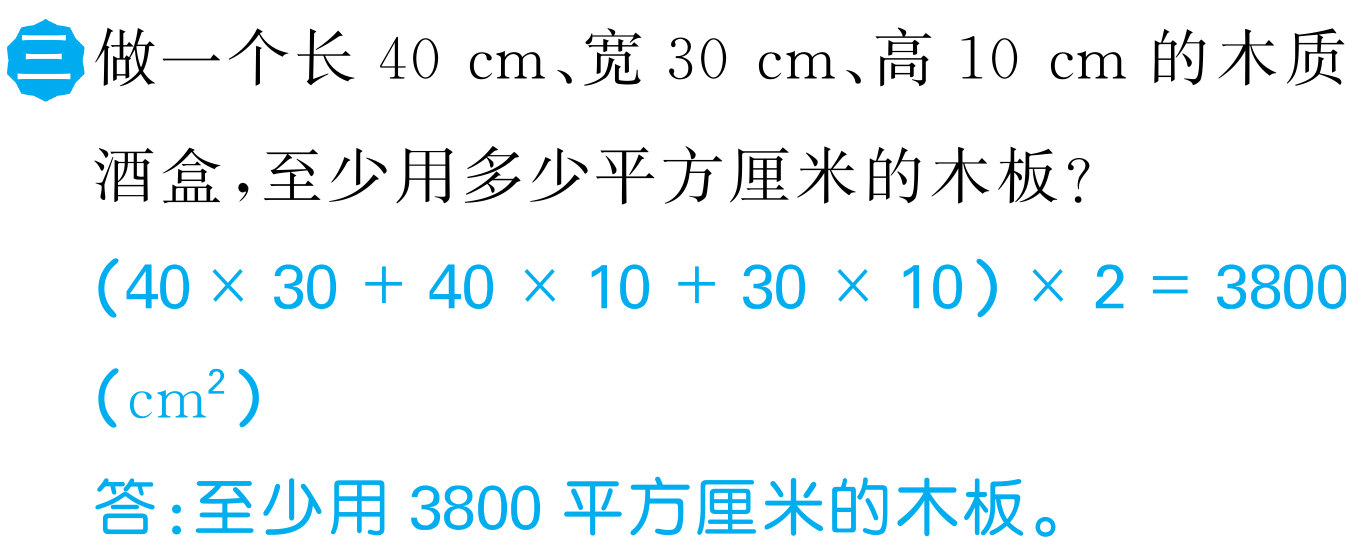 三 做一个长 40 cm、宽 30 cm、高 10 cm 的木质
酒盒,至少用多少平方厘米的木板?
(40 × 30 + 40 × 10 + 30 × 10) × 2 = 3800
(cm²)
答:至少用 3800 平方厘米的木板。